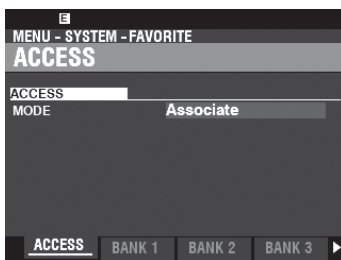 E
MENU - SYSTEM - FAVORITE
ACCESS
ACCESS
MODE Associate
ACCESS BANK 1 BANK 2 BANK 3